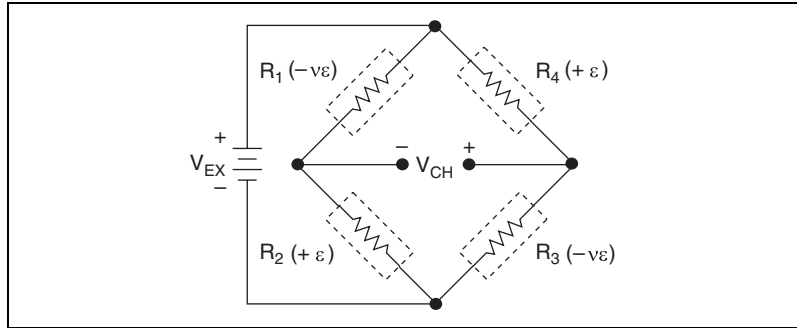 R1 (−νε)
R4 (+ ε)
+
VEX
−
− VCH +
R2 (+ ε)
R3 (−νε)